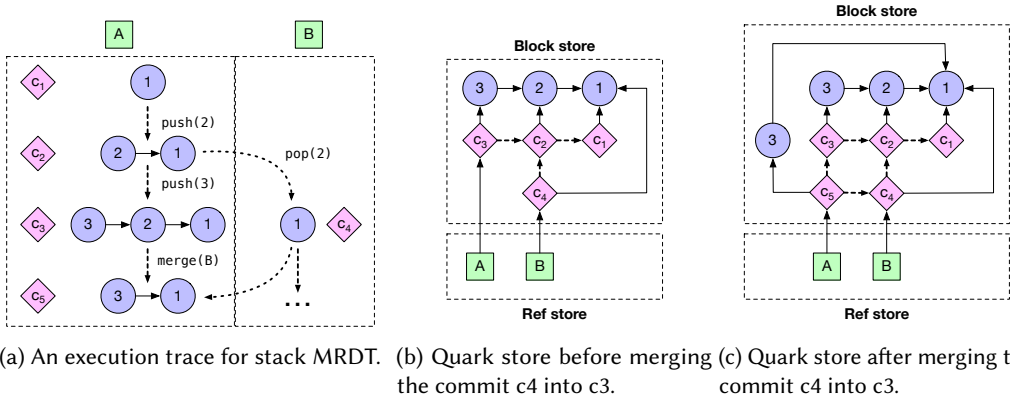 A
B
c1
1
push(2)
c2
2
1
pop(2)
push(3)
c3
3
2
1
1
c4
merge(B)
c5
3
1
...
(a) An execution trace for stack MRDT.
Block store
3
2
1
c3
c2
c1
c4
A
B
Ref store
(b) Quark store before merging
the commit c4 into c3.
Block store
3
2
1
3
c3
c2
c1
c5
c4
A
B
Ref store
(c) Quark store after merging t
commit c4 into c3.